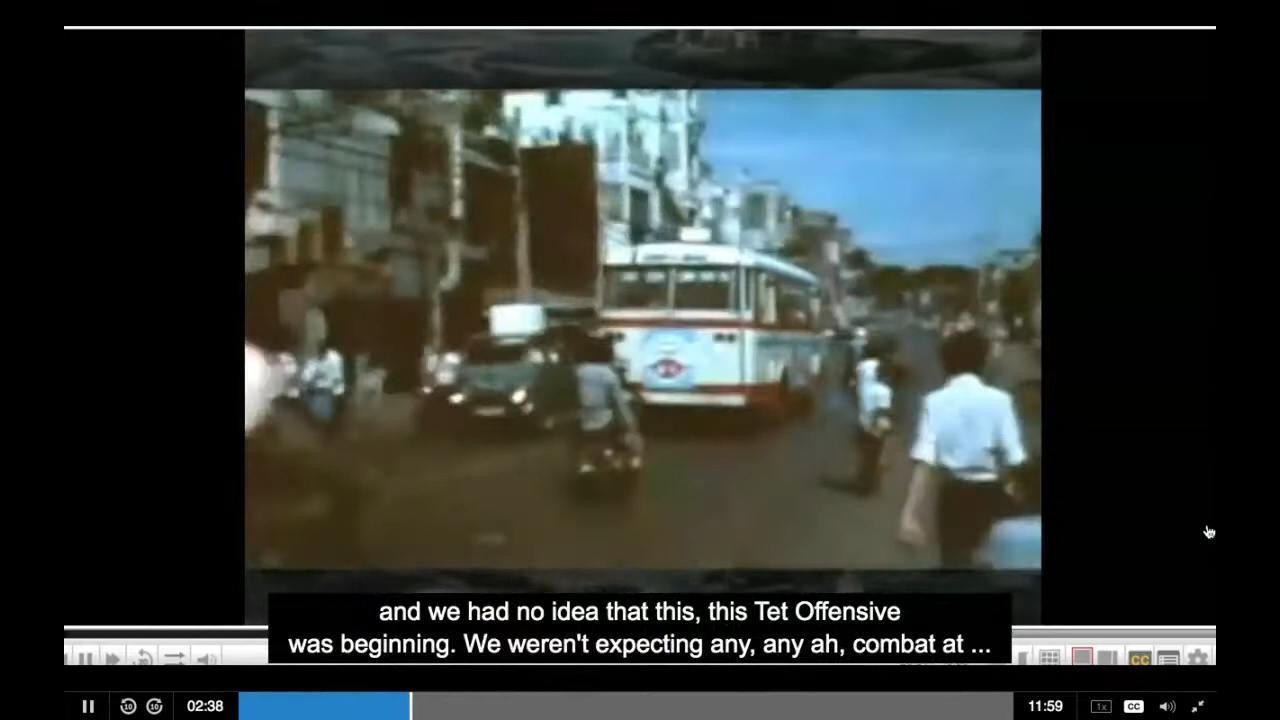 and we had no idea that this, this Tet Offensive
was beginning. We weren't expecting any, any ah, combat at ...
CC
02:38
11:59
1x
CC